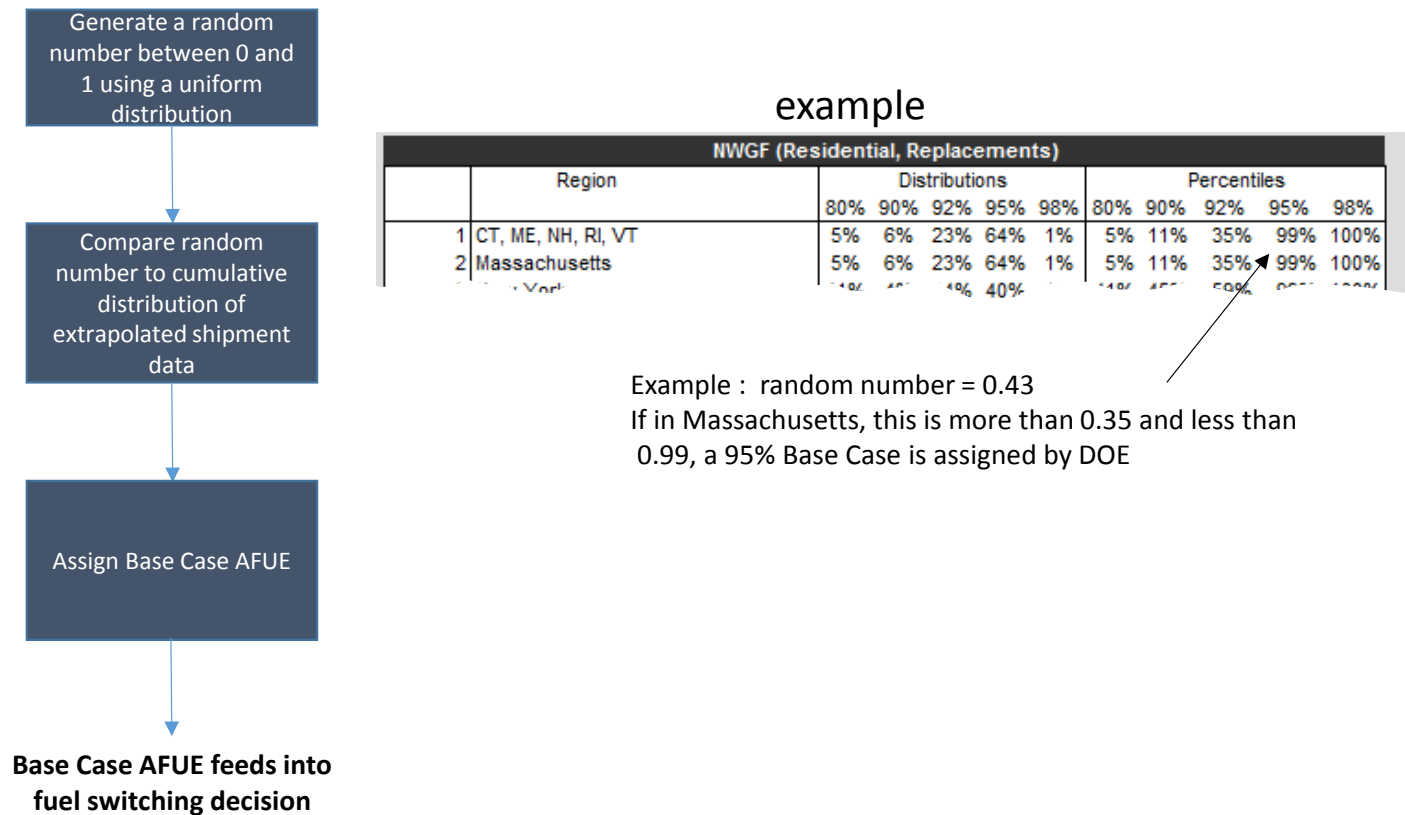 Generate a random
number between 0 and
1 using a uniform
distribution
Compare random
number to cumulative
distribution of
extrapolated shipment
data
Assign Base Case AFUE
Base Case AFUE feeds into
fuel switching decision
example
NWGF (Residential, Replacements)
Region Distributions Percentiles
80% 90% 92% 95% 98% 80% 90% 92% 95% 98%
1 CT, ME, NH, RI, VT 5% 6% 23% 64% 1% 5% 11% 35% 99% 100%
2 Massachusetts 5% 6% 23% 64% 1% 5% 11% 35% 99% 100%
York 40% 59%
Example : random number = 0.43
If in Massachusetts, this is more than 0.35 and less than
0.99, a 95% Base Case is assigned by DOE